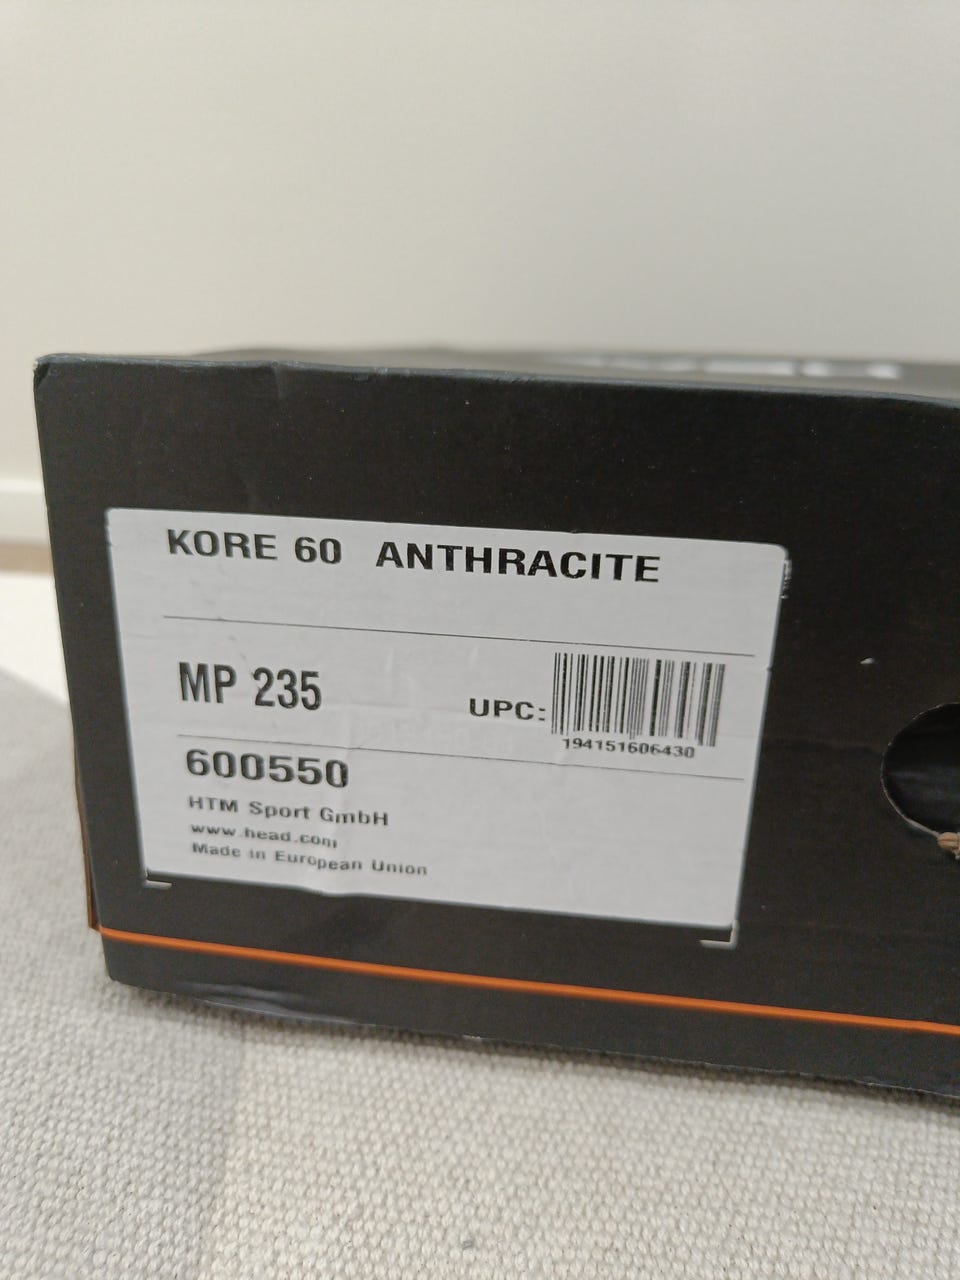 KORE 60 ANTHRACITE
MP 235
UPC:
194151606430
600550
HTM Sport GmbH
www.head.com
Made in European Union